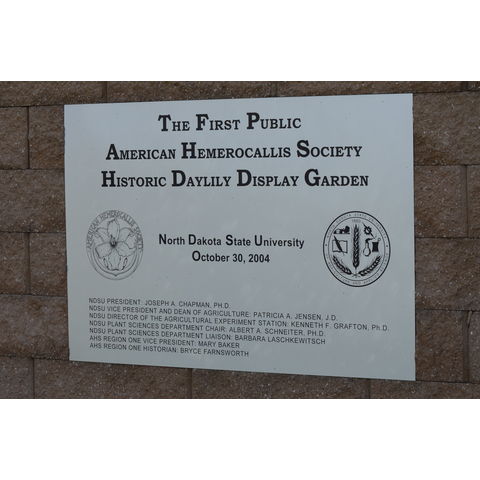 The First Public
American Hemerocallis Society
Historic Daylily Display Garden
AMERICAN HEMEROCALLIS SOCIETY
North Dakota State University
October 30, 2004
NDSU PRESIDENT: JOSEPH A. CHAPMAN, PH.D.
NDSU VICE PRESIDENT AND DEAN OF AGRICULTURE: PATRICIA A. JENSEN, J.D.
NDSU DIRECTOR OF THE AGRICULTURAL EXPERIMENT STATION: KENNETH F. GRAFTON, Ph.D.
NDSU PLANT SCIENCES DEPARTMENT CHAIR: ALBERT A. SCHNEITER, PH.D.
NDSU PLANT SCIENCES DEPARTMENT LIAISON: BARBARA LASCHKEWITSCH
AHS REGION ONE VICE PRESIDENT: MARY BAKER
AHS REGION ONE HISTORIAN: BRYCE FARNSWORTH